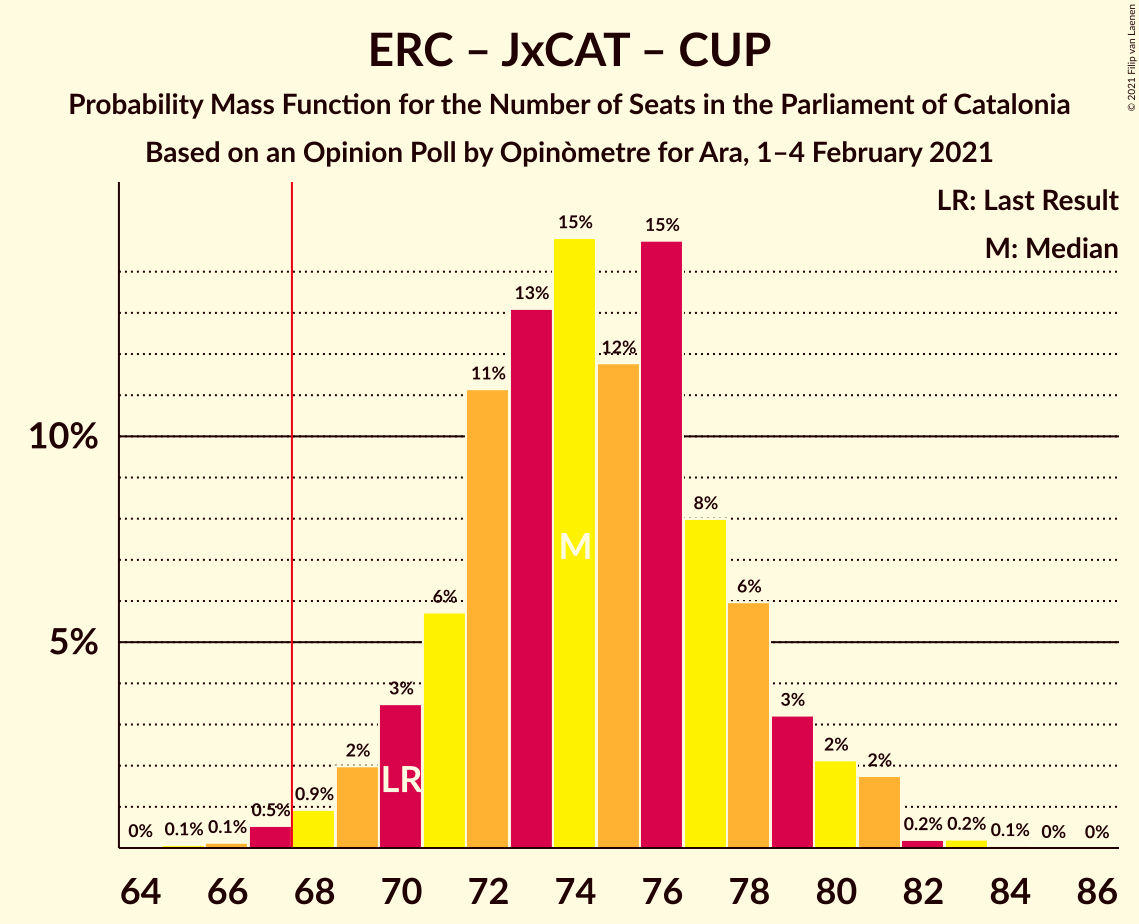 ERC – JxCAT – CUP
Probability Mass Function for the Number of Seats in the Parliament of Catalonia
Based on an Opinion Poll by Opinòmetre for Ara, 1–4 February 2021
© 2021 Filip van Laenen
LR: Last Result
M: Median
10%
5%
0% 0.1% 0.1% 0.5% 0.9% 2% 3% 6% 11% 13% 15% 12% 15% 8% 6% 3% 2% 2% 0.2% 0.2% 0.1% 0% 0%
M
LR
64 66 68 70 72 74 76 78 80 82 84 86